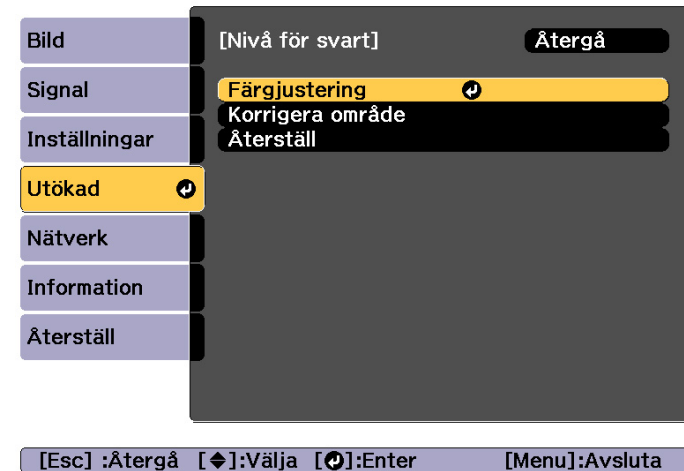 Bild
Signal
Inställningar
Utökad
Nätverk
Information
Återställ
[Nivå för svart] Återgå
Färgjustering
Korrigera område
Återställ
[Esc] :Återgå [◆]:Välja [↵]:Enter [Menu]:Avsluta